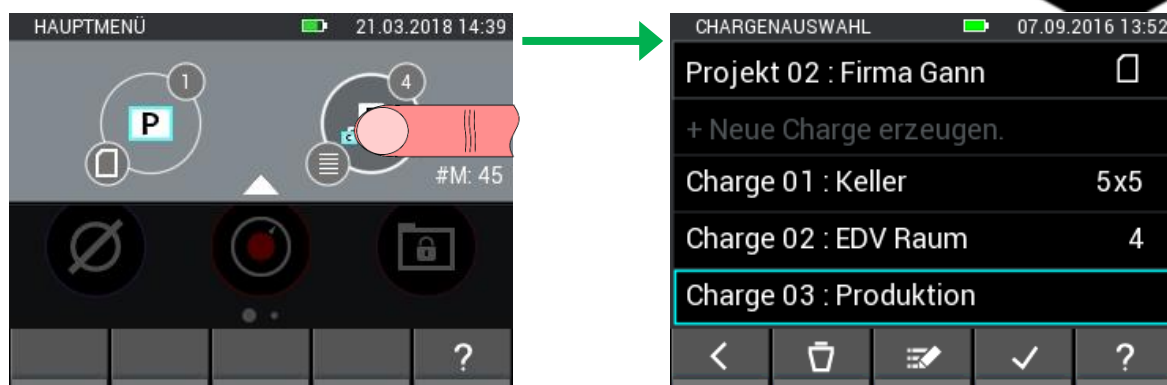 HAUPTMENÜ 21.03.2018 14:39
1 4
P
C
#M: 45
?
CHARGENAUSWAHL 07.09.2016 13:52
Projekt 02 : Firma Gann
+ Neue Charge erzeugen.
Charge 01 : Keller 5x5
Charge 02 : EDV Raum 4
Charge 03 : Produktion
?